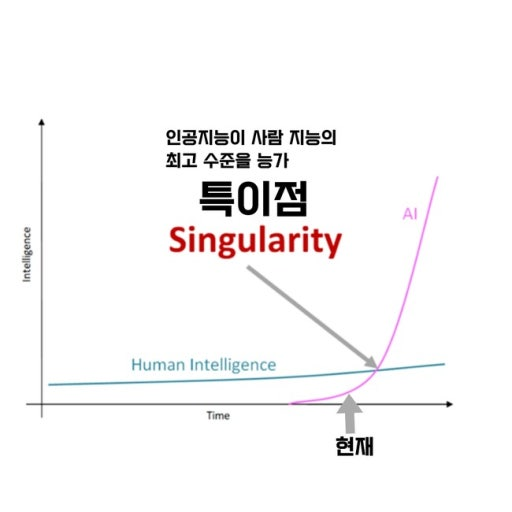 인공지능이 사람 지능의
최고 수준을 능가
특이점
Singularity
AI
Intelligence
Human Intelligence
Time
현재